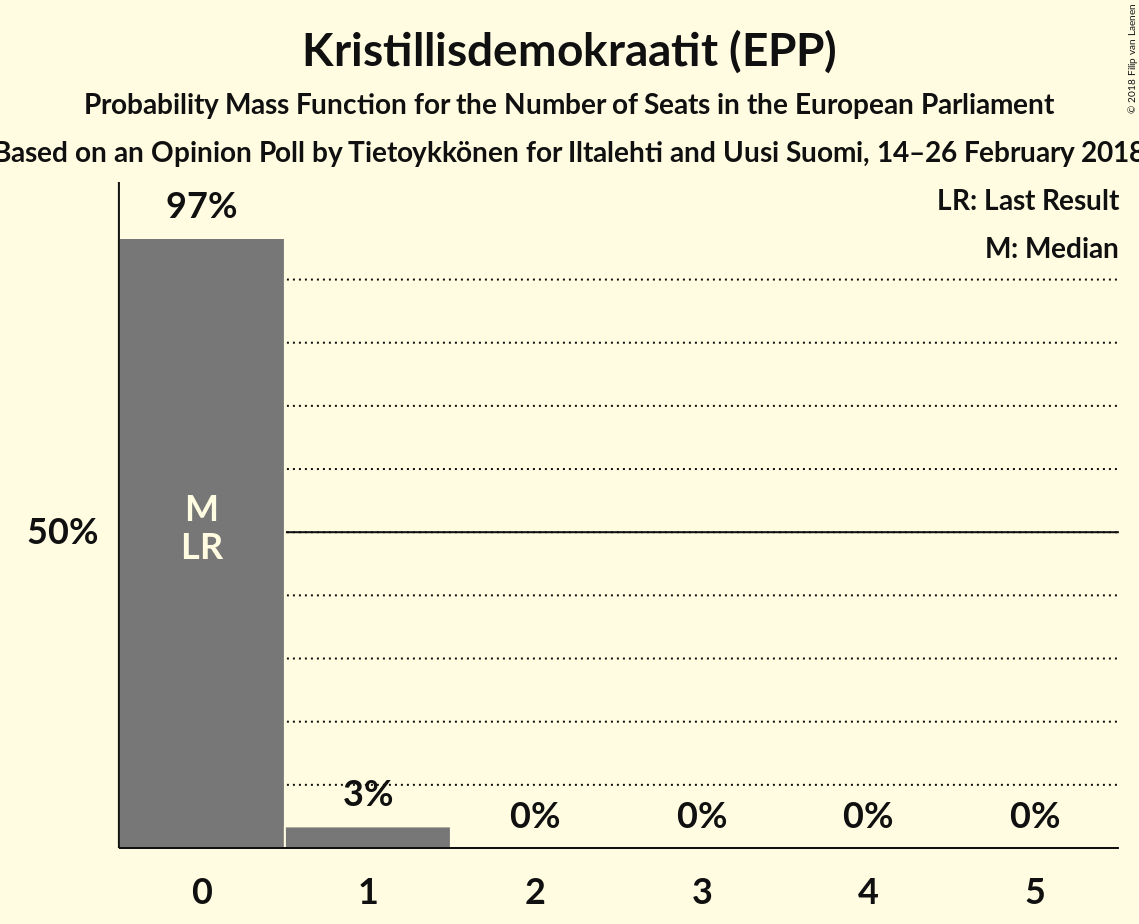 Kristillisdemokraatit (EPP)
Probability Mass Function for the Number of Seats in the European Parliament
Based on an Opinion Poll by Tietoykkönen for Iltalehti and Uusi Suomi, 14–26 February 2018
© 2018 Filip van Laenen
LR: Last Result
M: Median
97%
M
LR
50%
3%
0%
0%
0%
0%
0
1
2
3
4
5